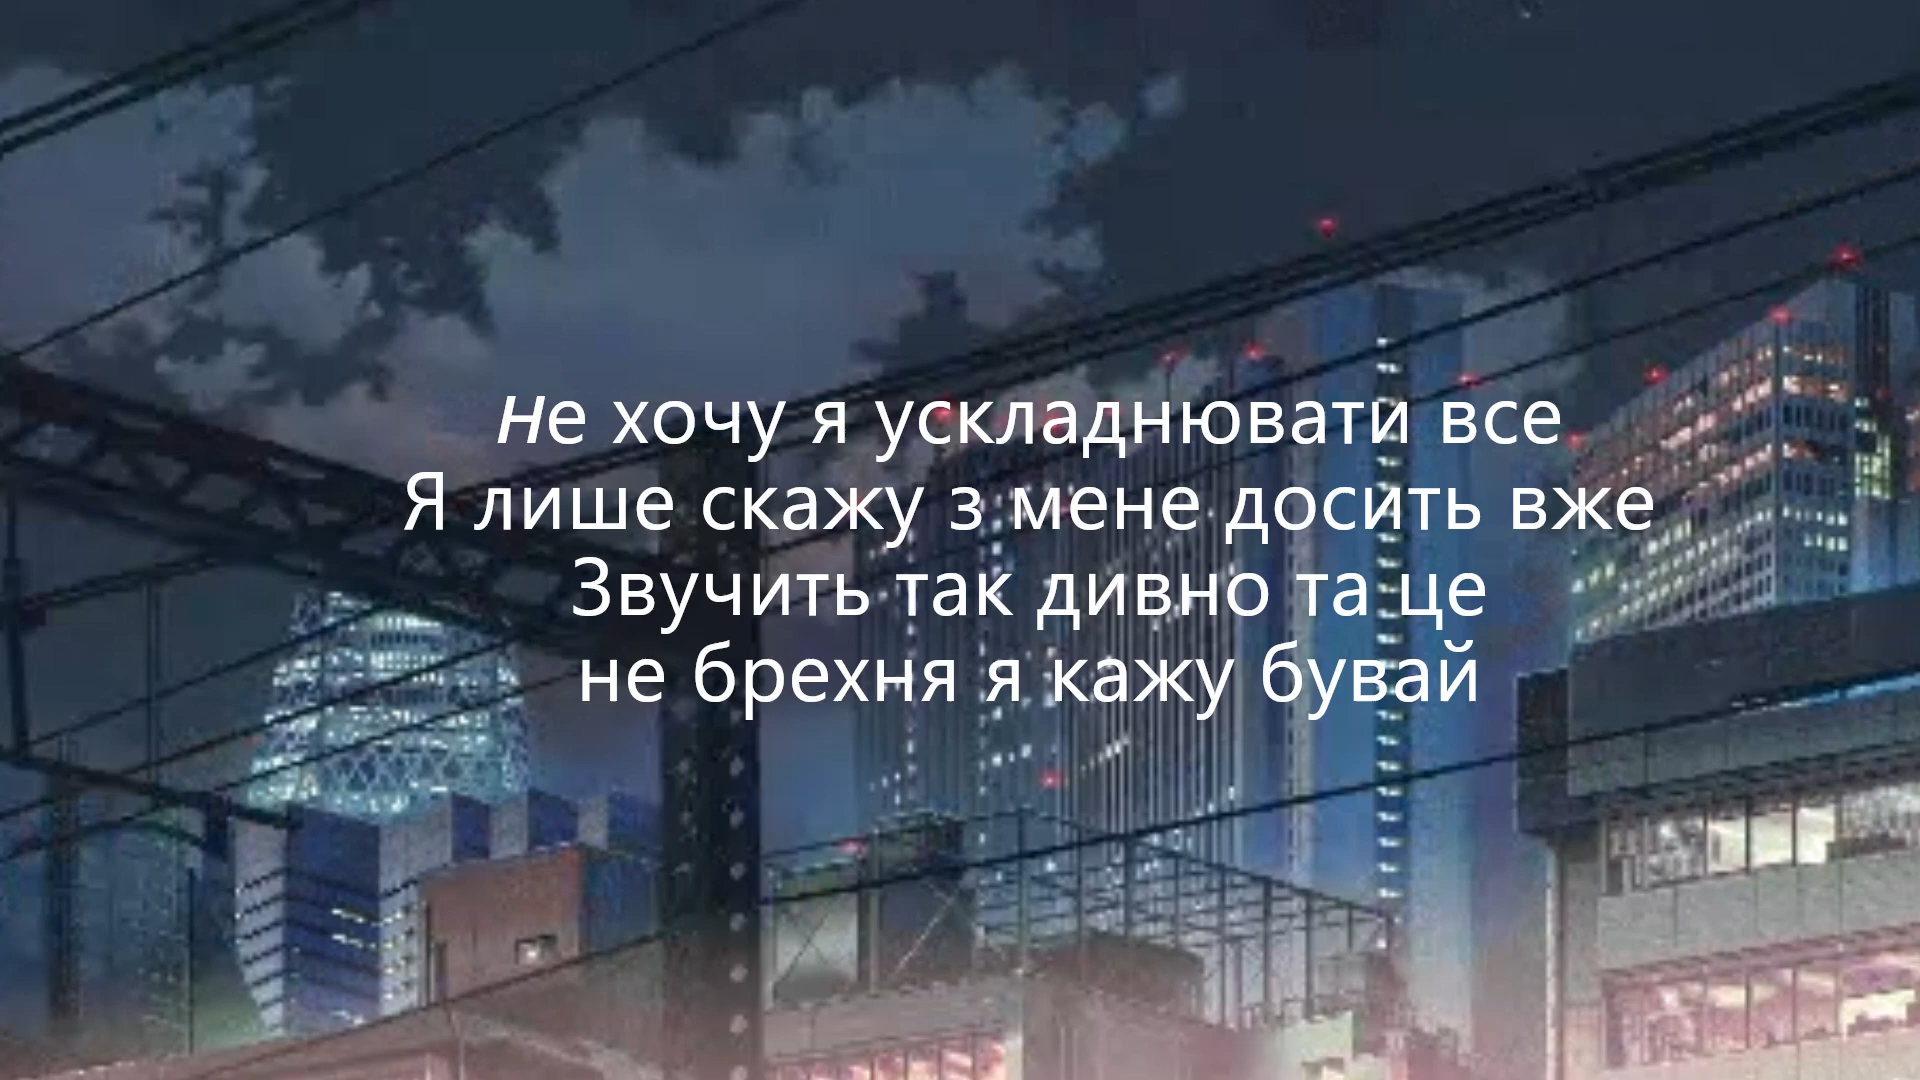 Не хочу я ускладнювати все
Я лише скажу з мене досить вже
Звучить так дивно та це
не брехня я кажу бувай